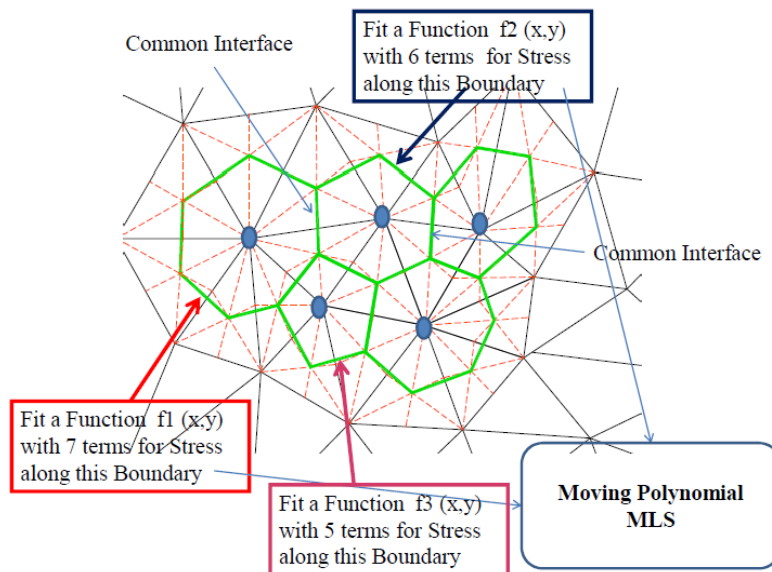 Fit a Function f2 (x,y)
with 6 terms for Stress
along this Boundary
Common Interface
Common Interface
Fit a Function f1 (x,y)
with 7 terms for Stress
along this Boundary
Fit a Function f3 (x,y)
with 5 terms for Stress
along this Boundary
Moving Polynomial
MLS